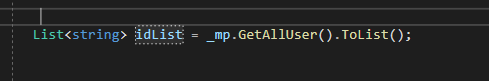 List<string> idList = _mp.GetAllUser().ToList();